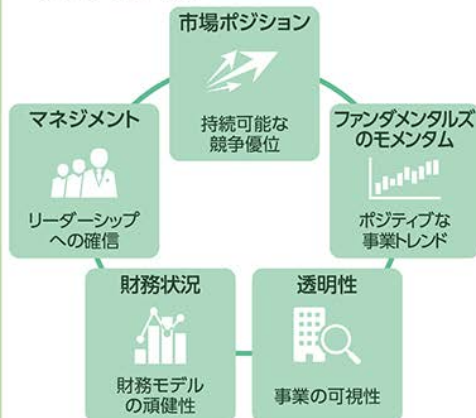 市場ポジション
持続可能な
競争優位
マネジメント
リーダーシップ
への確信
ファンダメンタルズ
のモメンタム
ポジティブな
事業トレンド
財務状況
財務モデル
の頑健性
透明性
事業の可視性